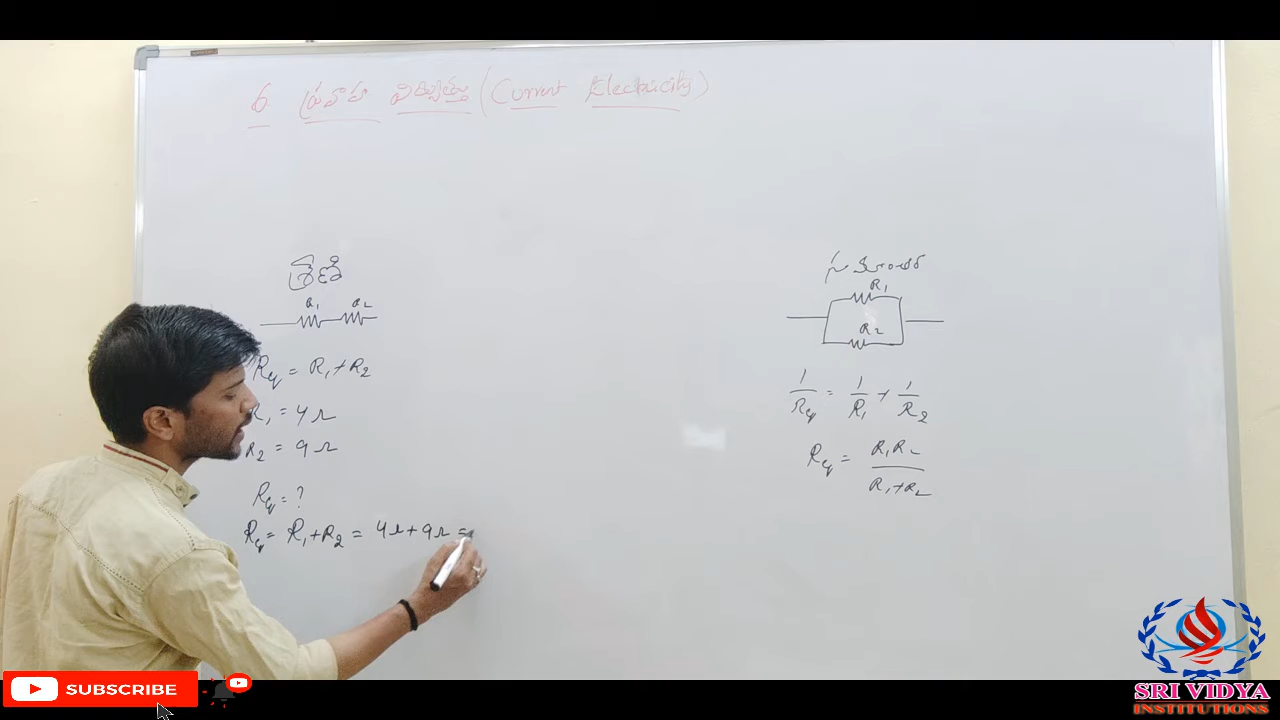 ప్రవాహ విద్యుత్తు (Current Electricity)
శ్రేణి
R1 R2
Req = R1+R2
R1 = 4Ω
R2 = 9Ω
Req = ?
Req = R1+R2 = 4Ω+9Ω =
సమాంతర
R1
R2
1/Req = 1/R1 + 1/R2
Req = R1R2/R1+R2
SUBSCRIBE
SRI VIDYA
INSTITUTIONS